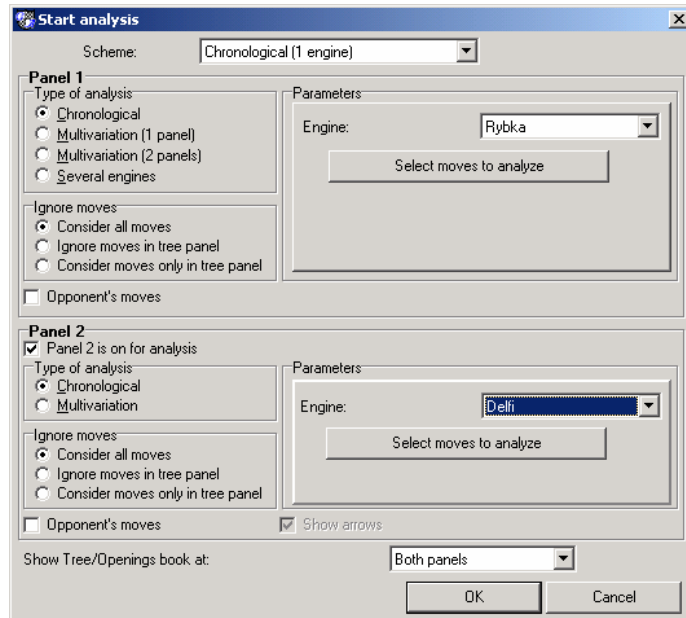 Start analysis
Scheme: Chronological (1 engine)
Panel 1
Type of analysis
Chronological
Multivariation (1 panel)
Multivariation (2 panels)
Several engines
Ignore moves
Consider all moves
Ignore moves in tree panel
Consider moves only in tree panel
Opponent's moves
Parameters
Engine: Rybka
Select moves to analyze
Panel 2
Panel 2 is on for analysis
Type of analysis
Chronological
Multivariation
Ignore moves
Consider all moves
Ignore moves in tree panel
Consider moves only in tree panel
Opponent's moves
Parameters
Engine: Delfi
Select moves to analyze
Show arrows
Show Tree/Openings book at: Both panels
OK Cancel